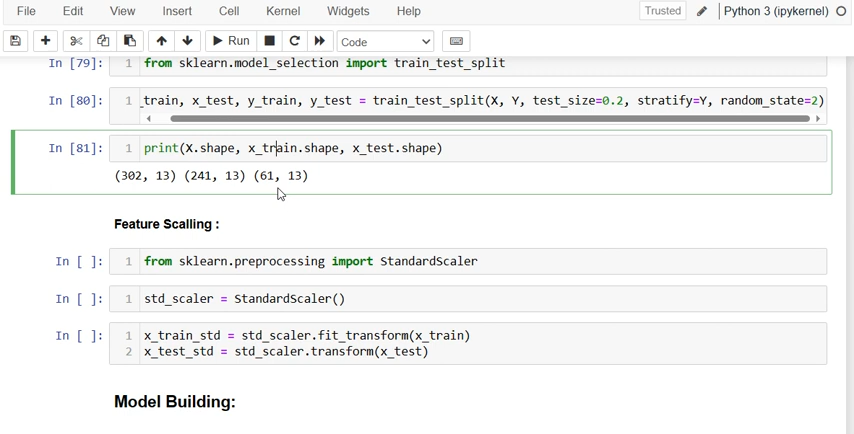 File Edit View Insert Cell Kernel Widgets Help Trusted Python 3 (ipykernel)
Run Code
In [79]: 1 from sklearn.model_selection import train_test_split
In [80]: 1 _train, x_test, y_train, y_test = train_test_split(X, Y, test_size=0.2, stratify=Y, random_state=2)
In [81]: 1 print(X.shape, x_train.shape, x_test.shape)
(302, 13) (241, 13) (61, 13)
Feature Scalling :
In [ ]: 1 from sklearn.preprocessing import StandardScaler
In [ ]: 1 std_scaler = StandardScaler()
In [ ]: 1 x_train_std = std_scaler.fit_transform(x_train)
2 x_test_std = std_scaler.transform(x_test)
Model Building: